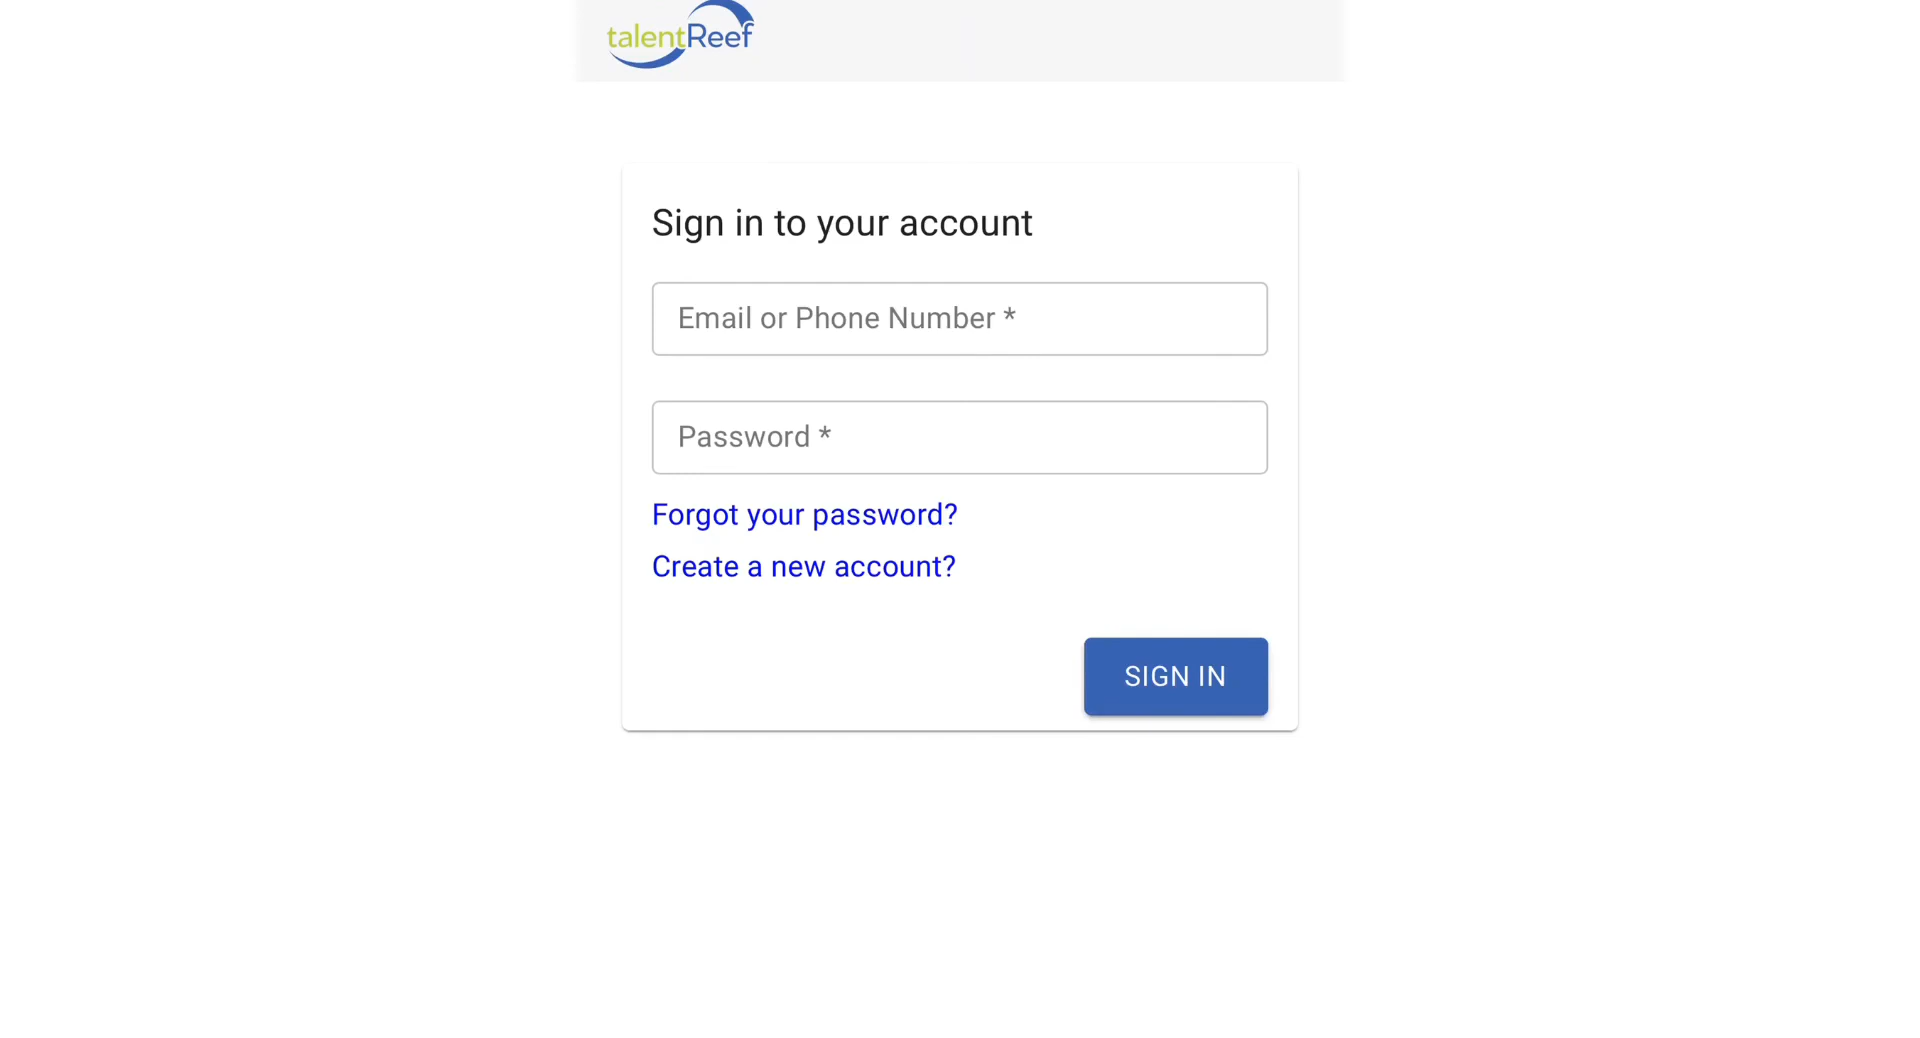 talentReef
Sign in to your account
Email or Phone Number *
Password *
Forgot your password?
Create a new account?
SIGN IN